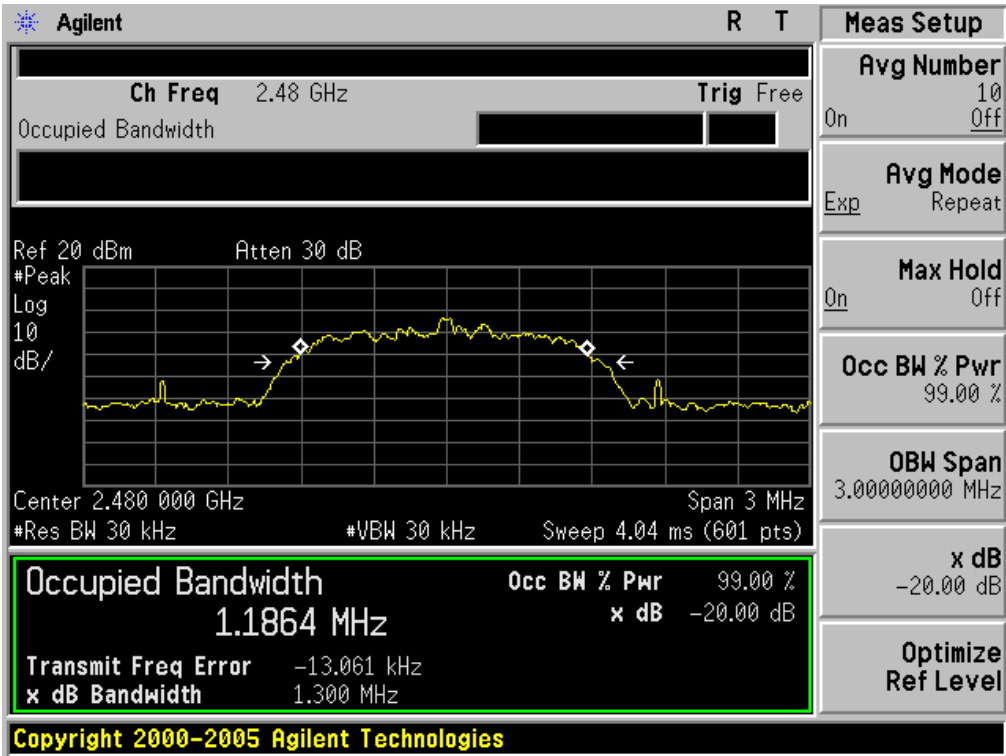 Agilent R T
Ch Freq 2.48 GHz Trig Free
Occupied Bandwidth
Ref 20 dBm Atten 30 dB
#Peak
Log
10
dB/
Center 2.480 000 GHz Span 3 MHz
#Res BW 30 kHz #VBW 30 kHz Sweep 4.04 ms (601 pts)
Occupied Bandwidth Occ BW % Pwr 99.00 %
1.1864 MHz x dB -20.00 dB
Transmit Freq Error -13.061 kHz
x dB Bandwidth 1.300 MHz
Copyright 2000-2005 Agilent Technologies
Meas Setup
Avg Number
10
On Off
Avg Mode
Exp Repeat
Max Hold
On Off
Occ BW % Pwr
99.00 %
OBW Span
3.00000000 MHz
x dB
-20.00 dB
Optimize
Ref Level